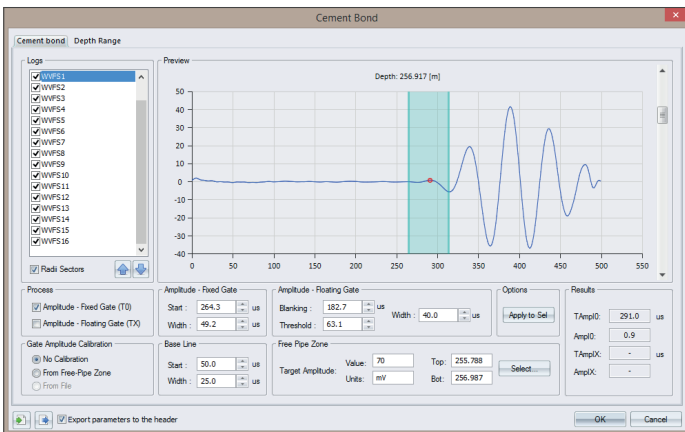 Cement Bond
Cement bond Depth Range
Logs
WVFS1
WVFS2
WVFS3
WVFS4
WVFS5
WVFS6
WVFS7
WVFS8
WVFS9
WVFS10
WVFS11
WVFS12
WVFS13
WVFS14
WVFS15
WVFS16
Radii Sectors
Preview
Depth: 256.917 [m]
50
40
30
20
10
0
-10
-20
-30
-40
0 50 100 150 200 250 300 350 400 450 500 550
Process
Amplitude - Fixed Gate (T0)
Amplitude - Floating Gate (TX)
Amplitude - Fixed Gate
Start : 264.3 us
Width : 49.2 us
Amplitude - Floating Gate
Blanking : 182.7 us
Threshold : 63.1
Width : 40.0 us
Options
Apply to Sel
Results
TAmpl0: 291.0 us
Ampl0: 0.9
TAmplX: - us
AmplX: -
Gate Amplitude Calibration
No Calibration
From Free-Pipe Zone
From File
Base Line
Start : 50.0 us
Width : 25.0 us
Free Pipe Zone
Target Amplitude:
Value: 70
Units: mV
Top: 255.788
Bot: 256.987
Select...
Export parameters to the header
OK Cancel